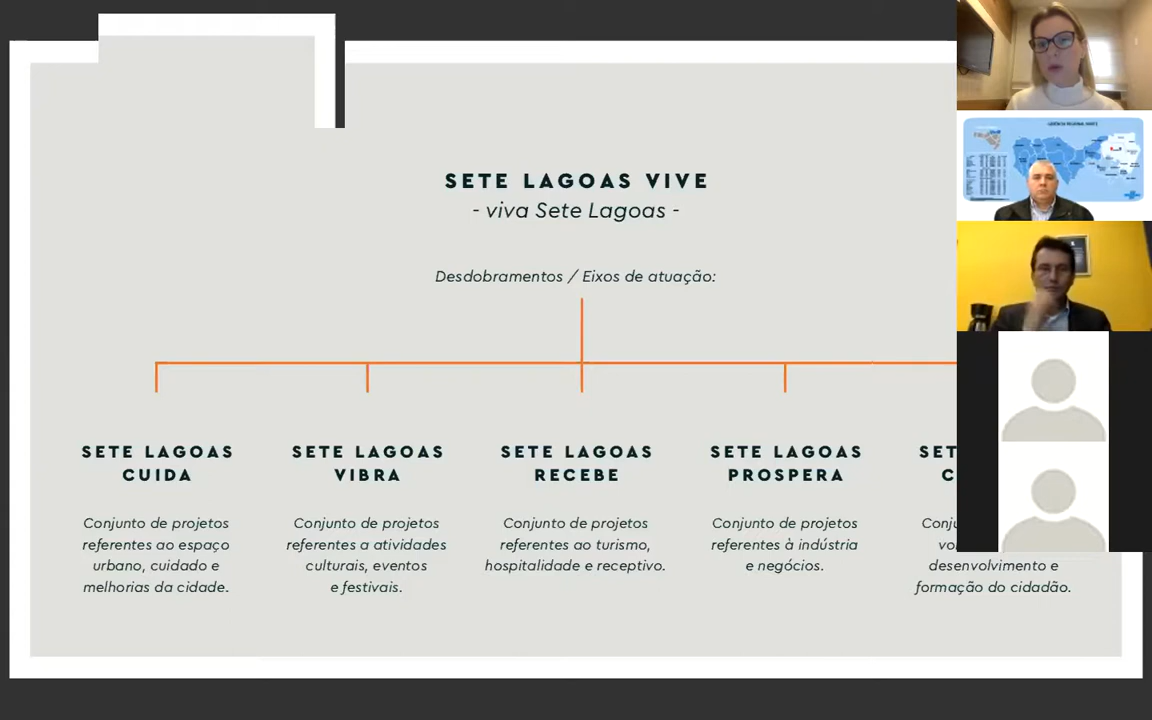 SETE LAGOAS VIVE
- viva Sete Lagoas -
Desdobramentos / Eixos de atuação:
SETE LAGOAS
CUIDA
Conjunto de projetos
referentes ao espaço
urbano, cuidado e
melhorias da cidade.
SETE LAGOAS
VIBRA
Conjunto de projetos
referentes a atividades
culturais, eventos
e festivais.
SETE LAGOAS
RECEBE
Conjunto de projetos
referentes ao turismo,
hospitalidade e receptivo.
SETE LAGOAS
PROSPERA
Conjunto de projetos
referentes à indústria
e negócios.
desenvolvimento e
formação do cidadão.